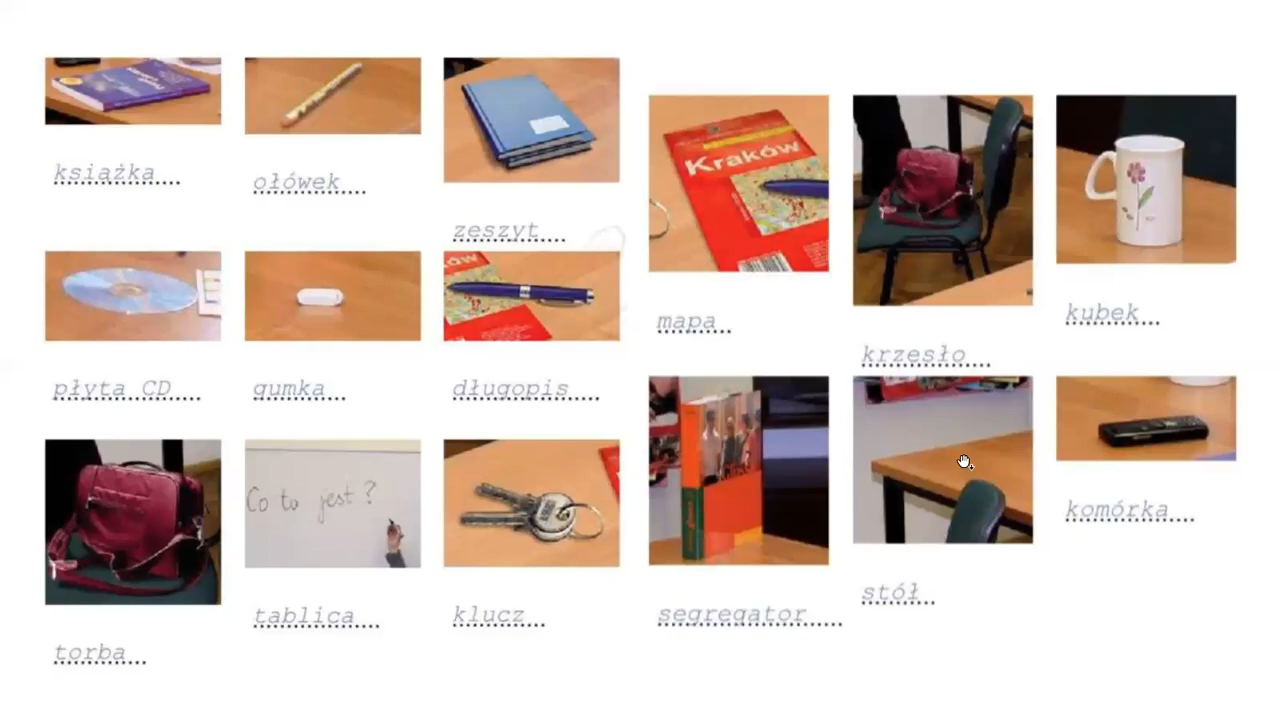 książka
ołówek
zeszyt
Kraków
mapa
krzesło
kubek
płyta CD
gumka
ków
długopis
Co to jest?
torba
tablica
klucz
segregator
stół
komórka